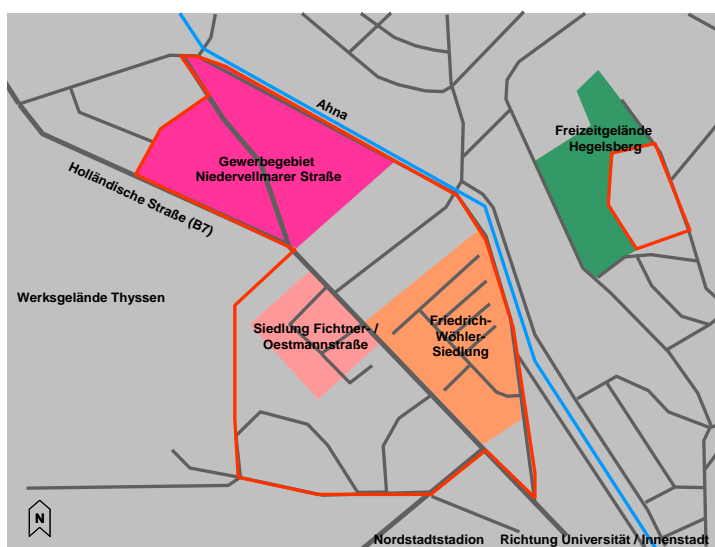 Ahna
Freizeitgelände
Hegelsberg
Gewerbegebiet
Niedervellmarer Straße
Holländische Straße (B7)
Werksgelände Thyssen
Siedlung Fichtner- /
Oestmannstraße
Friedrich-
Wöhler-
Siedlung
N
Nordstadtstadion
Richtung Universität / Innenstadt